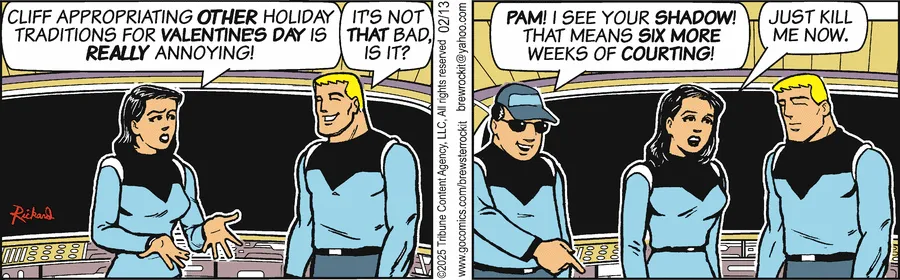 CLIFF APPROPRIATING OTHER HOLIDAY
TRADITIONS FOR VALENTINE'S DAY IS
REALLY ANNOYING!
IT'S NOT
THAT BAD,
IS IT?
Richard
©2025 Tribune Content Agency, LLC, All rights reserved 02/13
www.gocomics.com/brewsterrockit brewrockit@yahoo.com
PAM! I SEE YOUR SHADOW!
THAT MEANS SIX MORE
WEEKS OF COURTING!
JUST KILL
ME NOW.